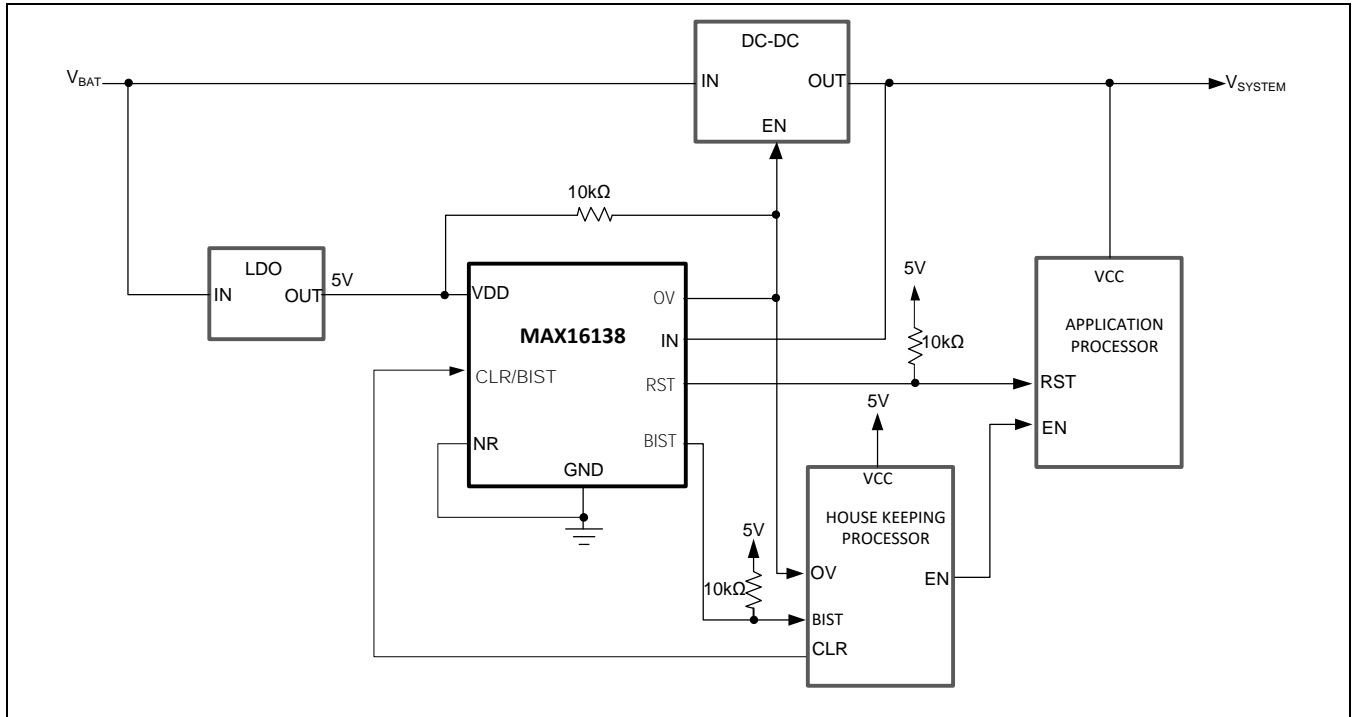 DC-DC
V_BAT
IN
OUT
V_SYSTEM
EN
10kΩ
LDO
5V
IN
OUT
VDD
OV
MAX16138
IN
CLR/BIST
RST
NR
BIST
GND
5V
10kΩ
VCC
APPLICATION
PROCESSOR
RST
EN
5V
VCC
HOUSE KEEPING
PROCESSOR
5V
10kΩ
OV
EN
BIST
CLR